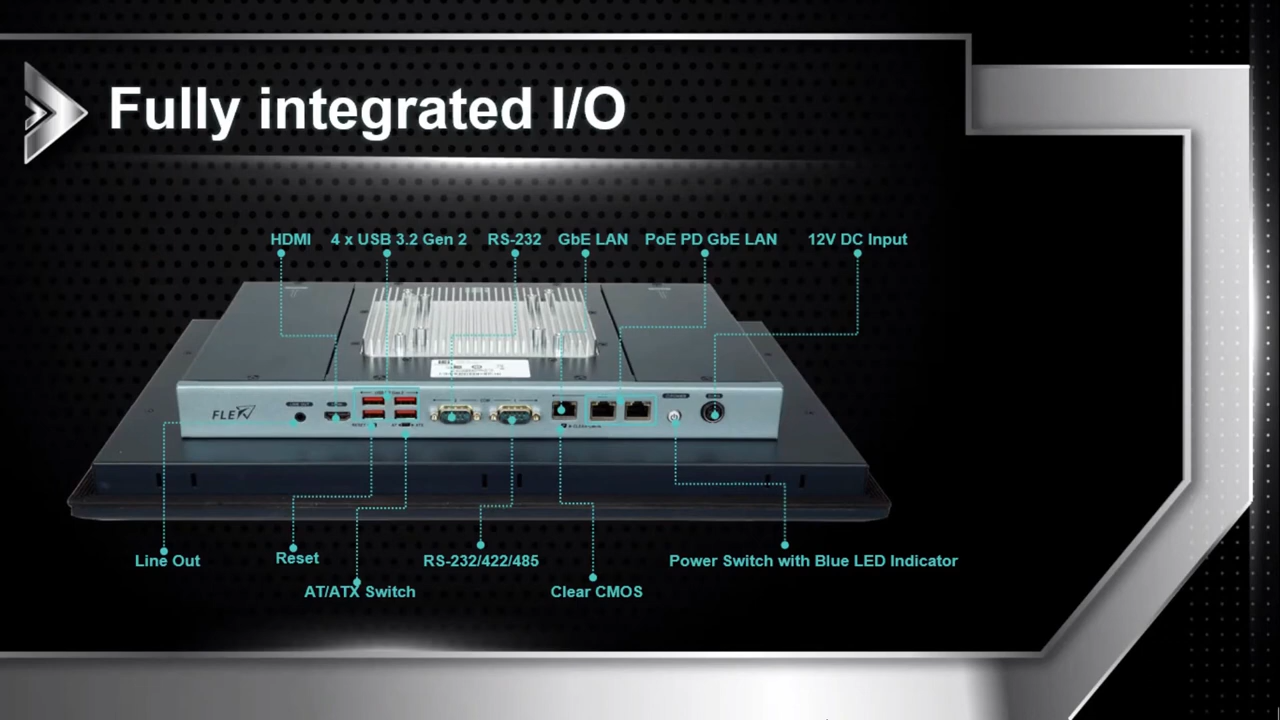 Fully integrated I/O
HDMI
4 x USB 3.2 Gen 2
RS-232
GbE LAN
PoE PD GbE LAN
12V DC Input
FLEX
RESET
Line Out
Reset
RS-232/422/485
Power Switch with Blue LED Indicator
AT/ATX Switch
Clear CMOS